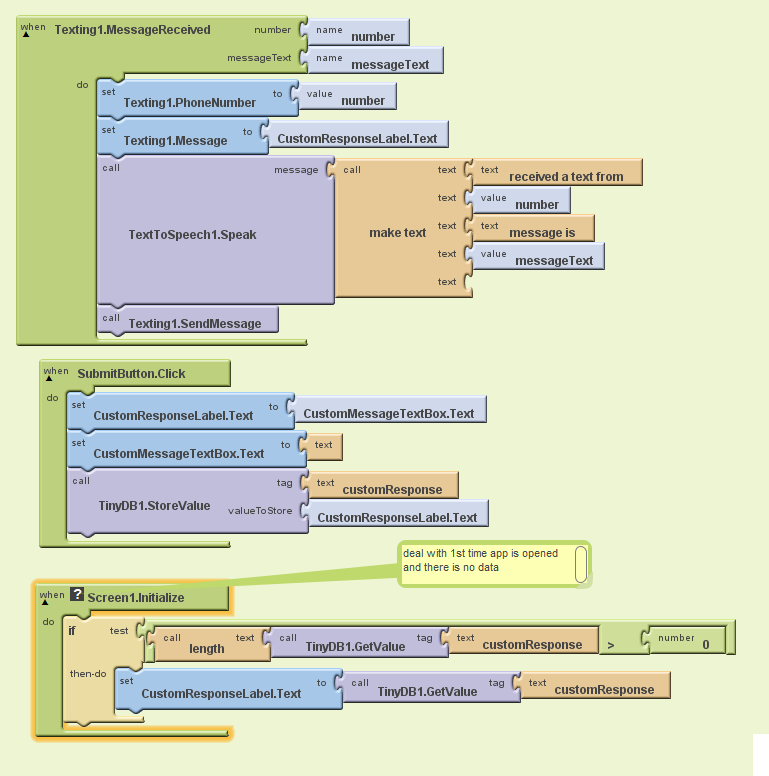 when Texting1.MessageReceived number name number
messageText name messageText
do set Texting1.PhoneNumber to value number
set Texting1.Message to CustomResponseLabel.Text
call TextToSpeech1.Speak message call make text text text received a text from
text value number
text text message is
text value messageText
text
call Texting1.SendMessage
when SubmitButton.Click
do set CustomResponseLabel.Text to CustomMessageTextBox.Text
set CustomMessageTextBox.Text to text
call TinyDB1.StoreValue tag text customResponse
valueToStore CustomResponseLabel.Text
deal with 1st time app is opened
and there is no data
when ? Screen1.Initialize
do if test call length text call TinyDB1.GetValue tag text customResponse > number 0
then-do set CustomResponseLabel.Text to call TinyDB1.GetValue tag text customResponse